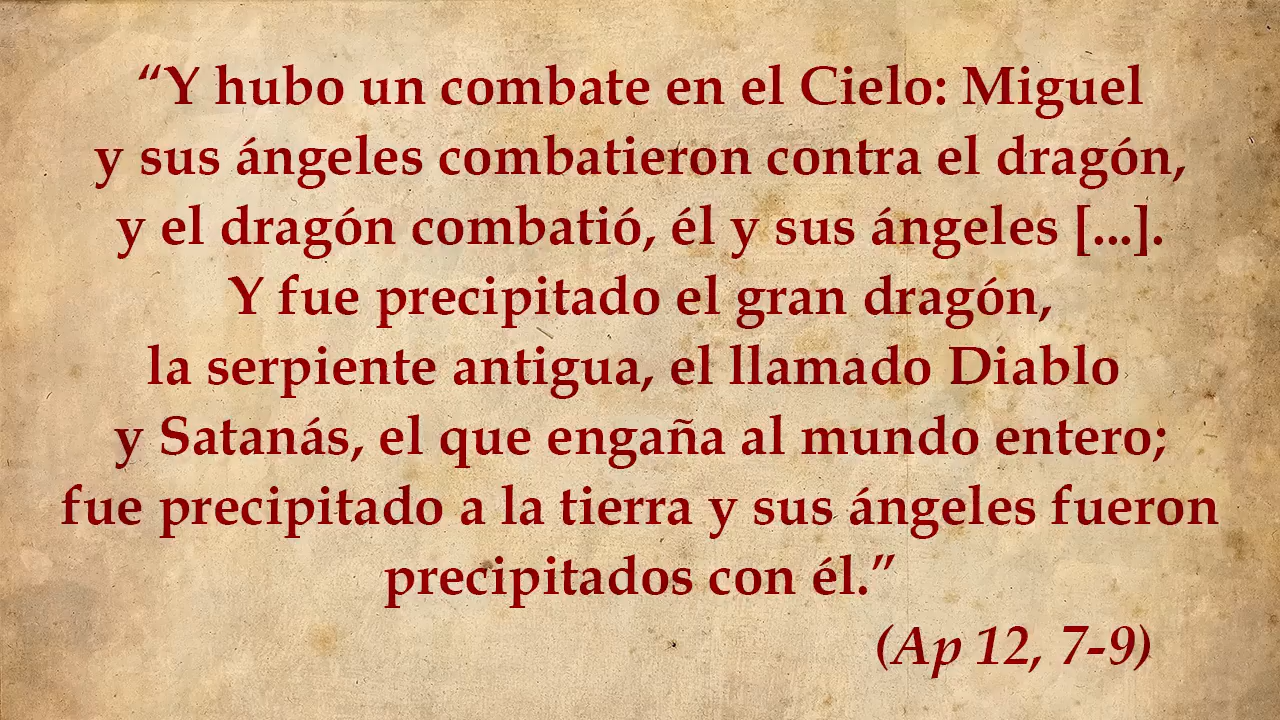 “Y hubo un combate en el Cielo: Miguel
y sus ángeles combatieron contra el dragón,
y el dragón combatió, él y sus ángeles [...].
Y fue precipitado el gran dragón,
la serpiente antigua, el llamado Diablo
y Satanás, el que engaña al mundo entero;
fue precipitado a la tierra y sus ángeles fueron
precipitados con él.”
(Ap 12, 7-9)